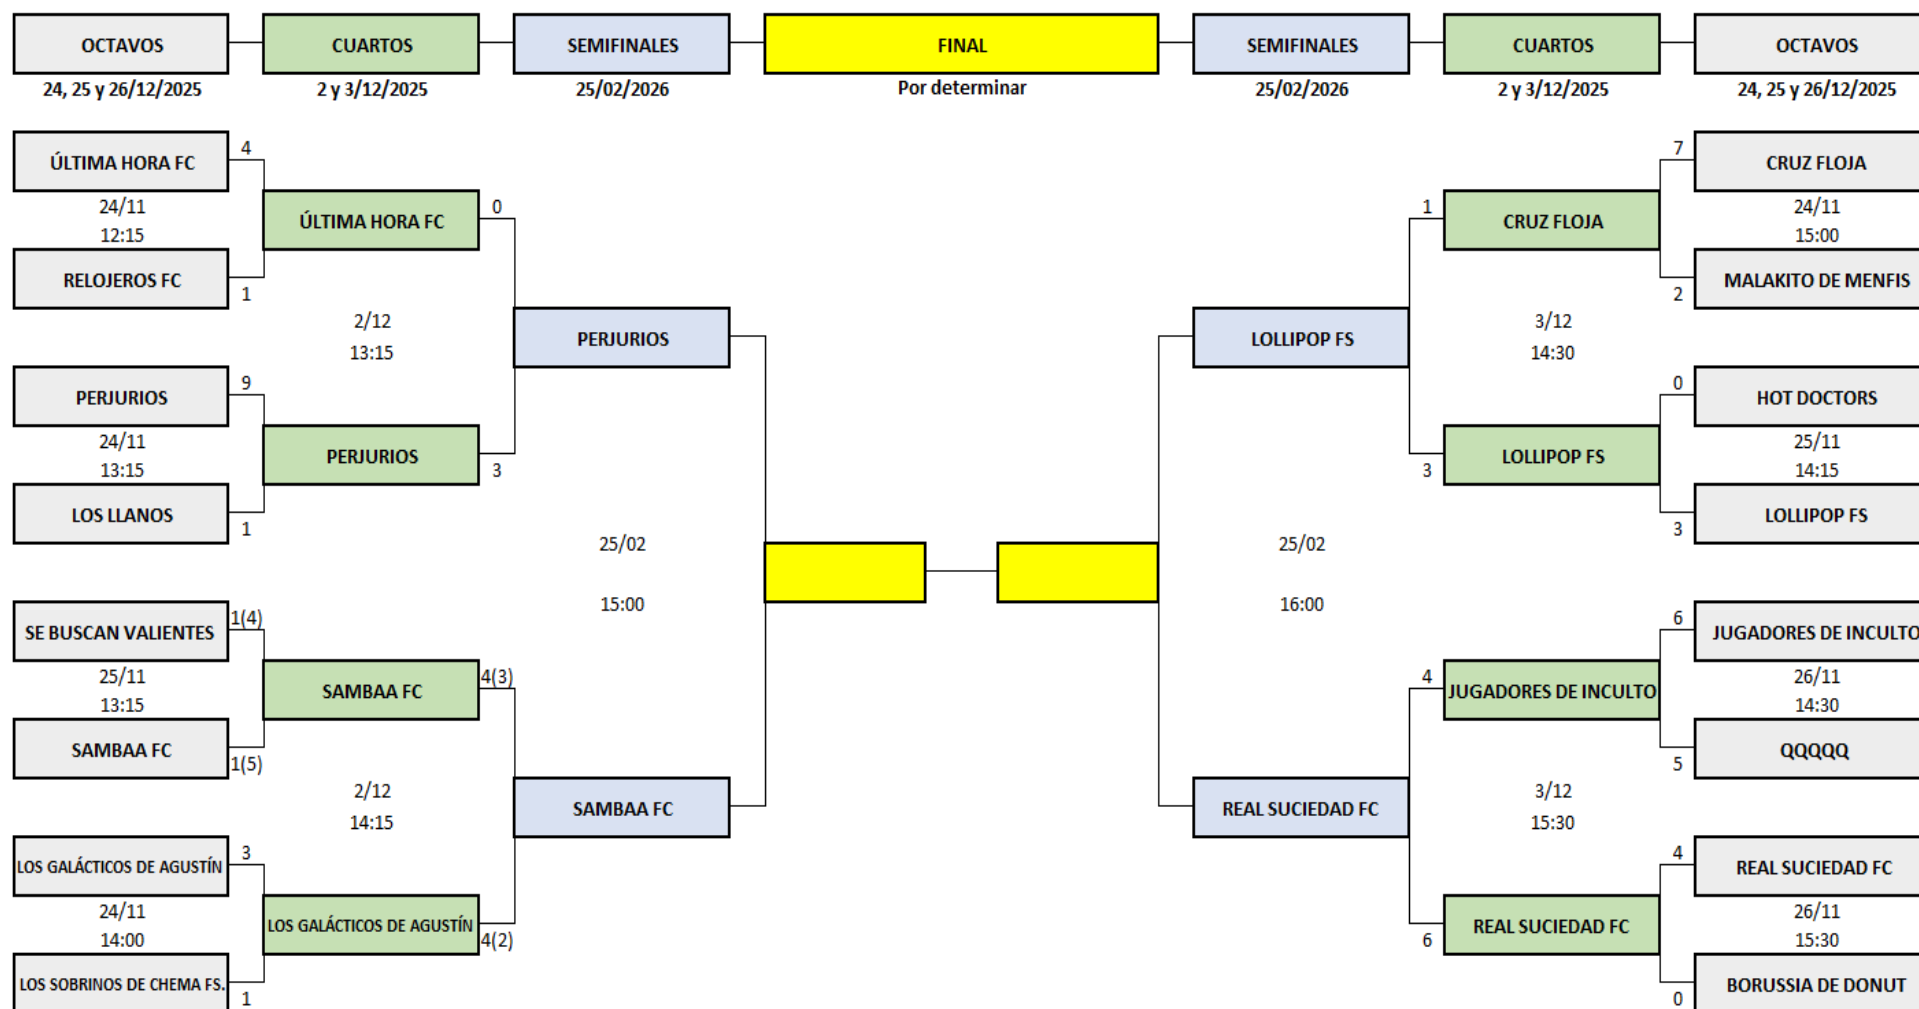 OCTAVOS
CUARTOS
SEMIFINALES
FINAL
SEMIFINALES
CUARTOS
OCTAVOS
24, 25 y 26/12/2025
2 y 3/12/2025
25/02/2026
Por determinar
25/02/2026
2 y 3/12/2025
24, 25 y 26/12/2025
ÚLTIMA HORA FC
4
24/11
12:15
RELOJEROS FC
1
PERJURIOS
9
24/11
13:15
LOS LLANOS
1
SE BUSCAN VALIENTES
1(4)
25/11
13:15
SAMBAA FC
1(5)
LOS GALÁCTICOS DE AGUSTÍN
3
24/11
14:00
LOS SOBRINOS DE CHEMA FS.
1
ÚLTIMA HORA FC
0
2/12
13:15
PERJURIOS
3
SAMBAA FC
4(3)
2/12
14:15
LOS GALÁCTICOS DE AGUSTÍN
4(2)
PERJURIOS
25/02
15:00
SAMBAA FC
LOLLIPOP FS
25/02
16:00
REAL SUCIEDAD FC
1
CRUZ FLOJA
3/12
14:30
3
LOLLIPOP FS
4
JUGADORES DE INCULTO
3/12
15:30
6
REAL SUCIEDAD FC
7
CRUZ FLOJA
24/11
15:00
2
MALAKITO DE MENFIS
0
HOT DOCTORS
25/11
14:15
3
LOLLIPOP FS
6
JUGADORES DE INCULTO
26/11
14:30
5
QQQQQ
4
REAL SUCIEDAD FC
26/11
15:30
0
BORUSSIA DE DONUT